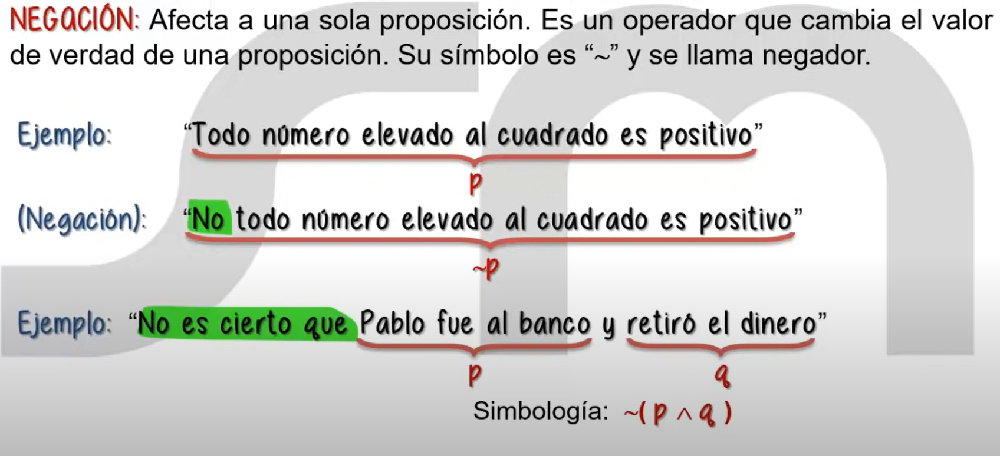 NEGACIÓN: Afecta a una sola proposición. Es un operador que cambia el valor
de verdad de una proposición. Su símbolo es “~” y se llama negador.
Ejemplo: “Todo número elevado al cuadrado es positivo”
p
(Negación): “No todo número elevado al cuadrado es positivo”
~p
Ejemplo: “No es cierto que Pablo fue al banco y retiró el dinero”
p q
Simbología: ~( p ∧ q )